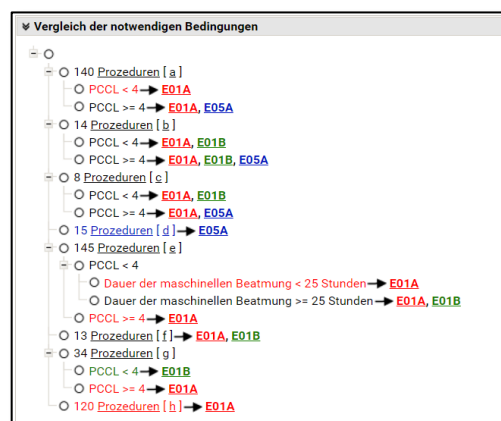 Vergleich der notwendigen Bedingungen
140 Prozeduren [ a ] 
PCCL < 4 → E01A
PCCL >= 4 → E01A, E05A
14 Prozeduren [ b ]
PCCL < 4 → E01A, E01B
PCCL >= 4 → E01A, E01B, E05A
8 Prozeduren [ c ]
PCCL < 4 → E01A, E01B
PCCL >= 4 → E01A, E05A
15 Prozeduren [ d ] → E05A
145 Prozeduren [ e ]
PCCL < 4
Dauer der maschinellen Beatmung < 25 Stunden → E01A
Dauer der maschinellen Beatmung >= 25 Stunden → E01A, E01B
PCCL >= 4 → E01A
13 Prozeduren [ f ] → E01A, E01B
34 Prozeduren [ g ]
PCCL < 4 → E01B
PCCL >= 4 → E01A
120 Prozeduren [ h ] → E01A